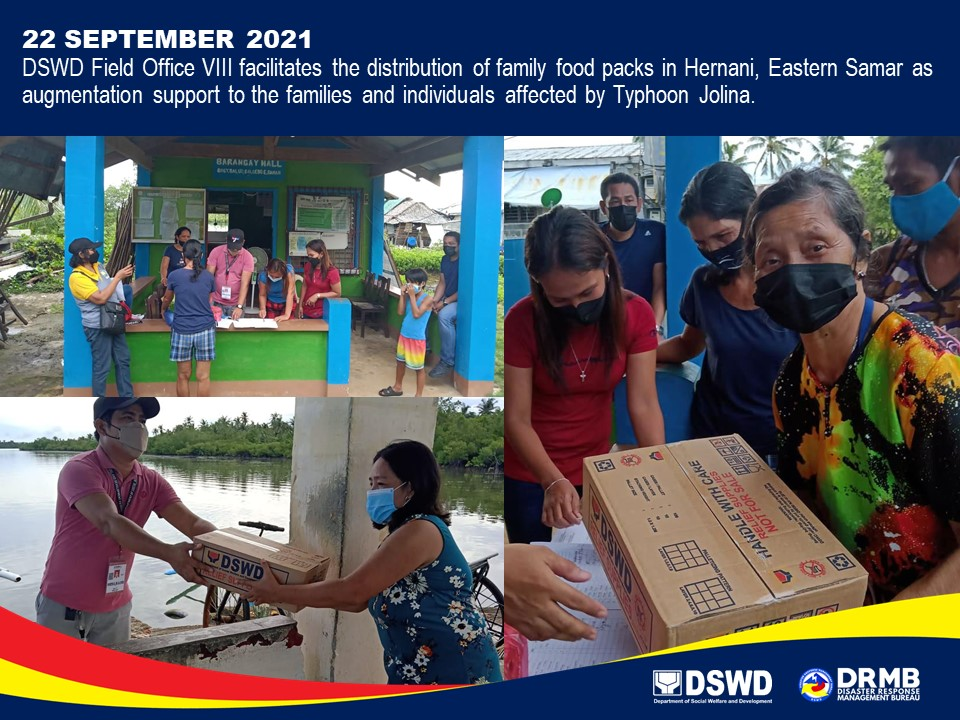 22 SEPTEMBER 2021
DSWD Field Office VIII facilitates the distribution of family food packs in Hernani, Eastern Samar as
augmentation support to the families and individuals affected by Typhoon Jolina.
BARANGAY HALL
HANDLE WITH CARE
RELIEF SUPPLIES
NOT FOR SALE
DSWD
DSWD
DSWD
Department of Social Welfare and Development
DRMB
DISASTER RESPONSE
MANAGEMENT BUREAU